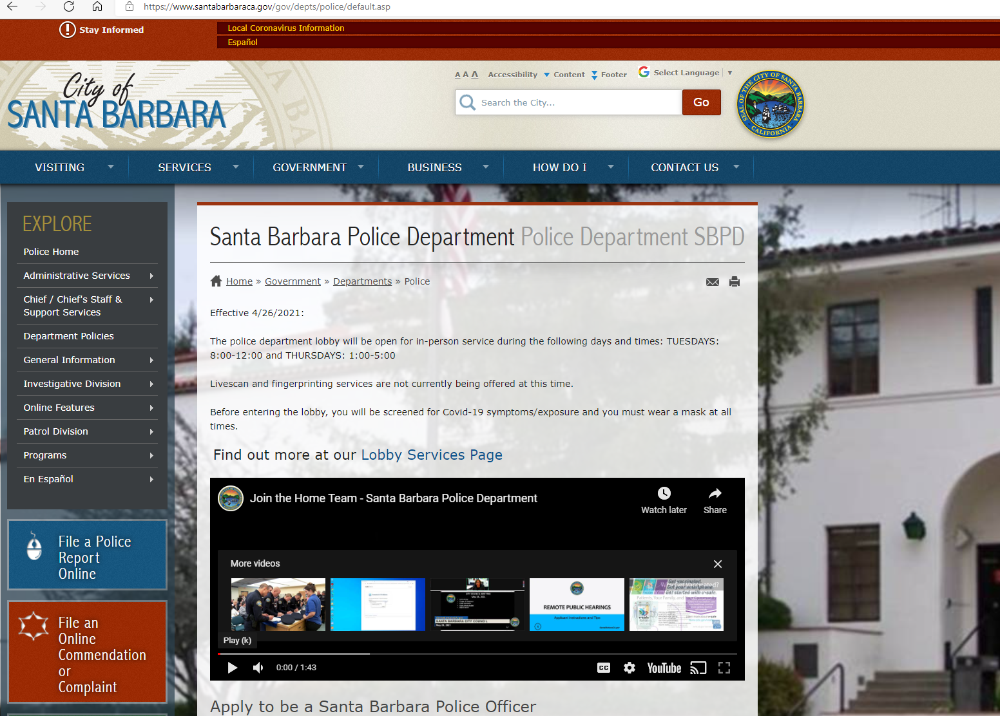 https://www.santabarbaraca.gov/gov/depts/police/default.asp
Stay Informed
Local Coronavirus Information
Español
City of
SANTA BARBARA
A A A Accessibility Content Footer Select Language ▼
Search the City...
Go
SEAL OF THE CITY OF SANTA BARBARA
CALIFORNIA
VISITING SERVICES GOVERNMENT BUSINESS HOW DO I CONTACT US
EXPLORE
Police Home
Administrative Services
Chief / Chief's Staff &
Support Services
Department Policies
General Information
Investigative Division
Online Features
Patrol Division
Programs
En Español
File a Police
Report
Online
File an
Online
Commendation
or
Complaint
Santa Barbara Police Department Police Department SBPD
Home » Government » Departments » Police
Effective 4/26/2021:
The police department lobby will be open for in-person service during the following days and times: TUESDAYS:
8:00-12:00 and THURSDAYS: 1:00-5:00
Livescan and fingerprinting services are not currently being offered at this time.
Before entering the lobby, you will be screened for Covid-19 symptoms/exposure and you must wear a mask at all
times.
Find out more at our Lobby Services Page
Join the Home Team - Santa Barbara Police Department
Watch later Share
More videos
SANTA BARBARA CITY COUNCIL
REMOTE PUBLIC HEARINGS
Applicant Instructions and Tips
Get vaccinated.
Get your smartphone.
Play (k)
0:00 / 1:43
CC
YouTube
Apply to be a Santa Barbara Police Officer